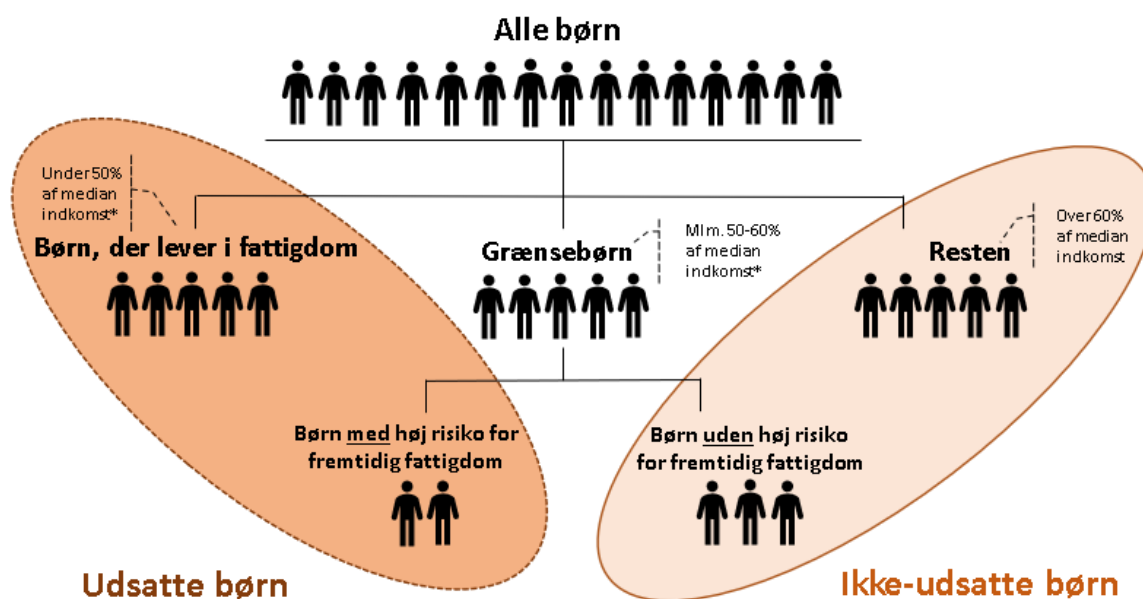 Alle børn
Under 50%
af median
indkomst*
Børn, der lever i fattigdom
Grænsebørn
Mlm. 50-60%
af median
indkomst*
Resten
Over 60%
af median
indkomst
Børn med høj risiko for
fremtidig fattigdom
Børn uden høj risiko
for fremtidig fattigdom
Udsatte børn
Ikke-udsatte børn